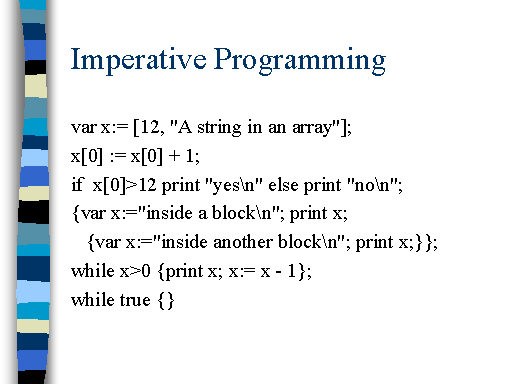 Imperative Programming
var x:= [12, "A string in an array"];
x[0] := x[0] + 1;
if  x[0]>12 print "yes\n" else print "no\n";
{var x:="inside a block\n"; print x;
{var x:="inside another block\n"; print x;}};
while x>0 {print x; x:= x - 1};
while true {}